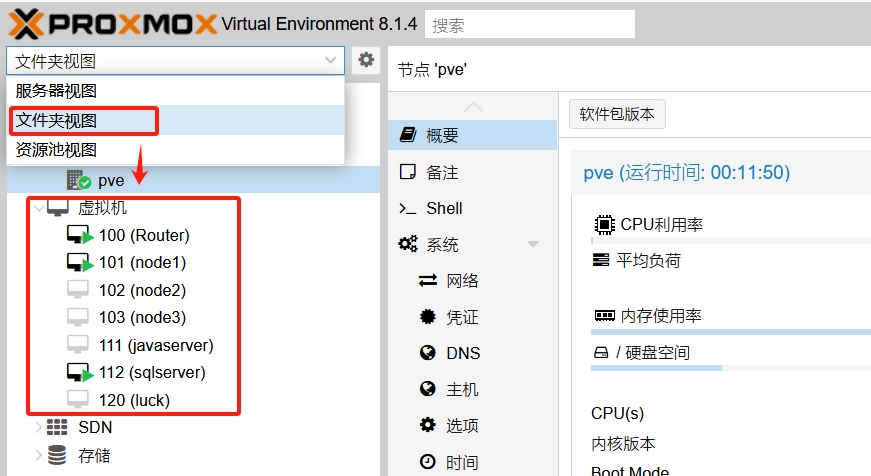 PROXMOX Virtual Environment 8.1.4 搜索
文件夹视图
服务器视图
文件夹视图
资源池视图
pve
虚拟机
100 (Router)
101 (node1)
102 (node2)
103 (node3)
111 (javaserver)
112 (sqlserver)
120 (luck)
SDN
存储
节点 'pve'
概要
备注
Shell
系统
网络
凭证
DNS
主机
选项
时间
软件包版本
pve (运行时间: 00:11:50)
CPU利用率
平均负荷
内存使用率
/ 硬盘空间
CPU(s)
内核版本
Boot Mode